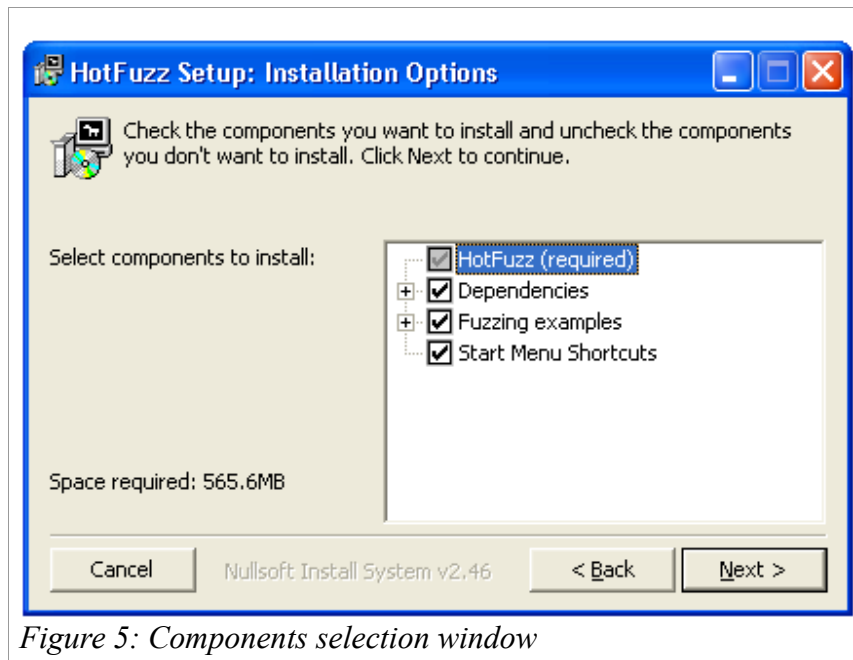 HotFuzz Setup: Installation Options
Check the components you want to install and uncheck the components
you don't want to install. Click Next to continue.
Select components to install:
HotFuzz (required)
Dependencies
Fuzzing examples
Start Menu Shortcuts
Space required: 565.6MB
Cancel
Nullsoft Install System v2.46
< Back
Next >
Figure 5: Components selection window